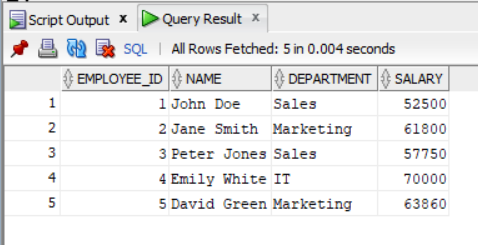 Script Output x Query Result x
SQL | All Rows Fetched: 5 in 0.004 seconds
EMPLOYEE_ID NAME DEPARTMENT SALARY
1 1 John Doe Sales 52500
2 2 Jane Smith Marketing 61800
3 3 Peter Jones Sales 57750
4 4 Emily White IT 70000
5 5 David Green Marketing 63860